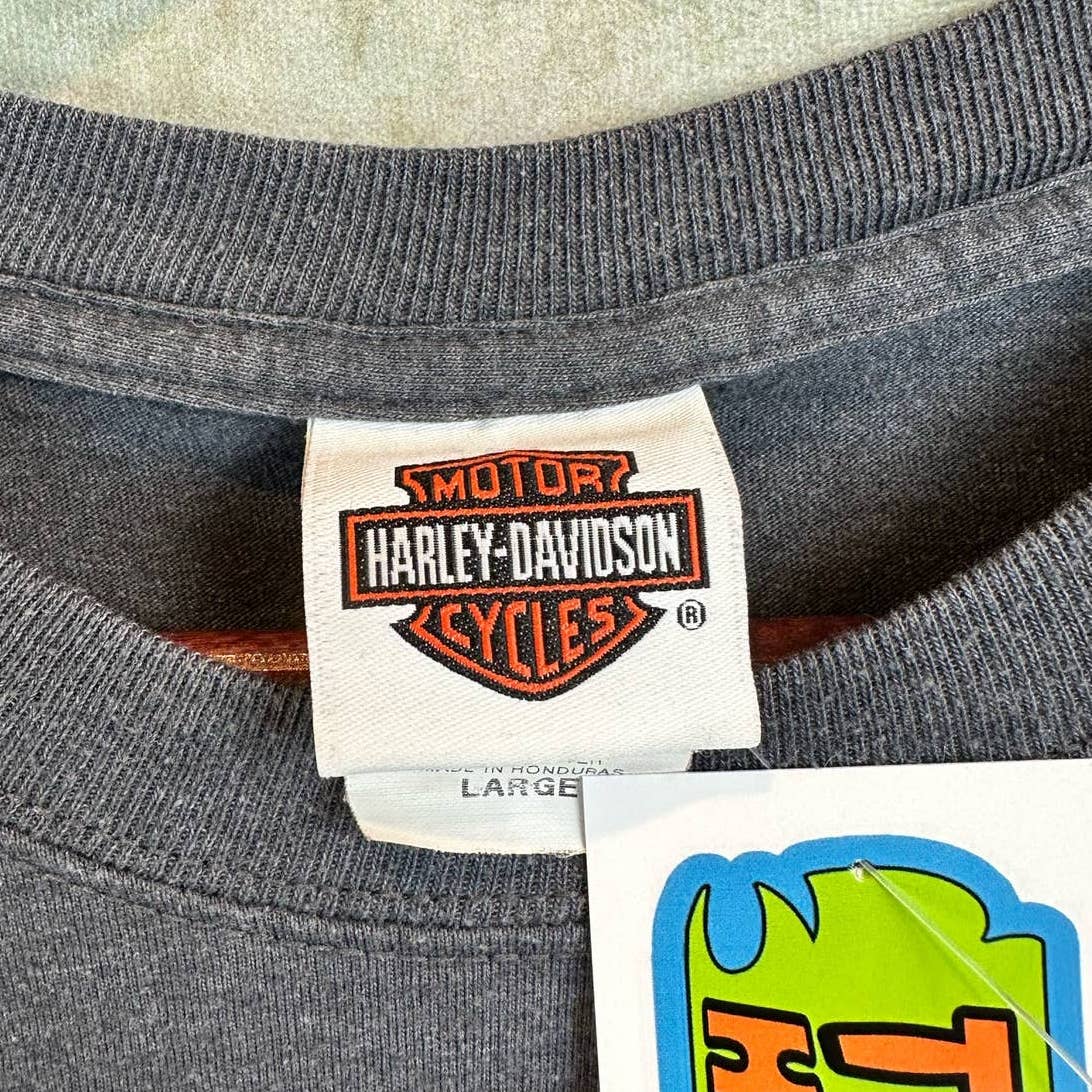 MOTOR
HARLEY-DAVIDSON
CYCLES
®
MADE IN HONDURAS
LARGE